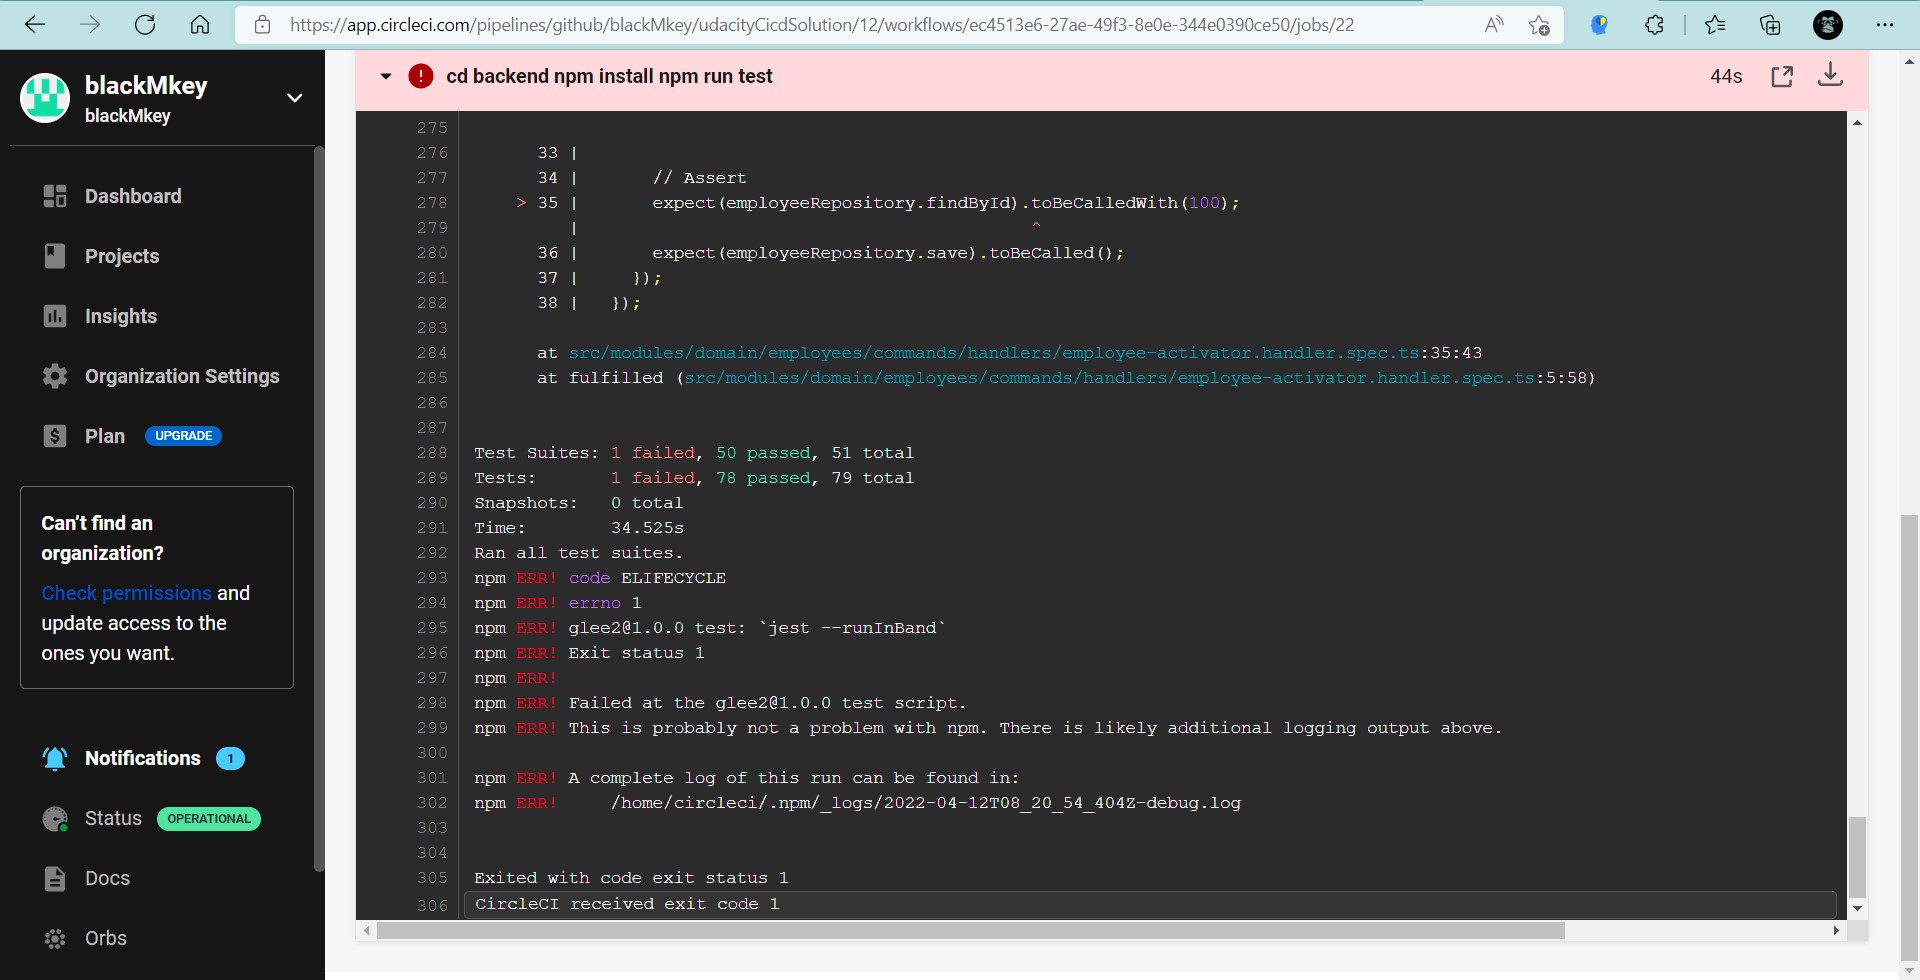 https://app.circleci.com/pipelines/github/blackMkey/udacityCicdSolution/12/workflows/ec4513e6-27ae-49f3-8e0e-344e0390ce50/jobs/22
blackMkey
blackMkey
Dashboard
Projects
Insights
Organization Settings
Plan UPGRADE
Can't find an
organization?
Check permissions and
update access to the
ones you want.
Notifications 1
Status OPERATIONAL
Docs
Orbs
cd backend npm install npm run test 44s
275
276 33 |
277 34 | // Assert
278 > 35 | expect(employeeRepository.findById).toBeCalledWith(100);
279 | ^
280 36 | expect(employeeRepository.save).toBeCalled();
281 37 | });
282 38 | });
283
284 at src/modules/domain/employees/commands/handlers/employee-activator.handler.spec.ts:35:43
285 at fulfilled (src/modules/domain/employees/commands/handlers/employee-activator.handler.spec.ts:5:58)
286
287
288 Test Suites: 1 failed, 50 passed, 51 total
289 Tests: 1 failed, 78 passed, 79 total
290 Snapshots: 0 total
291 Time: 34.525s
292 Ran all test suites.
293 npm ERR! code ELIFECYCLE
294 npm ERR! errno 1
295 npm ERR! glee2@1.0.0 test: `jest --runInBand`
296 npm ERR! Exit status 1
297 npm ERR!
298 npm ERR! Failed at the glee2@1.0.0 test script.
299 npm ERR! This is probably not a problem with npm. There is likely additional logging output above.
300
301 npm ERR! A complete log of this run can be found in:
302 npm ERR! /home/circleci/.npm/_logs/2022-04-12T08_20_54_404Z-debug.log
303
304
305 Exited with code exit status 1
306 CircleCI received exit code 1